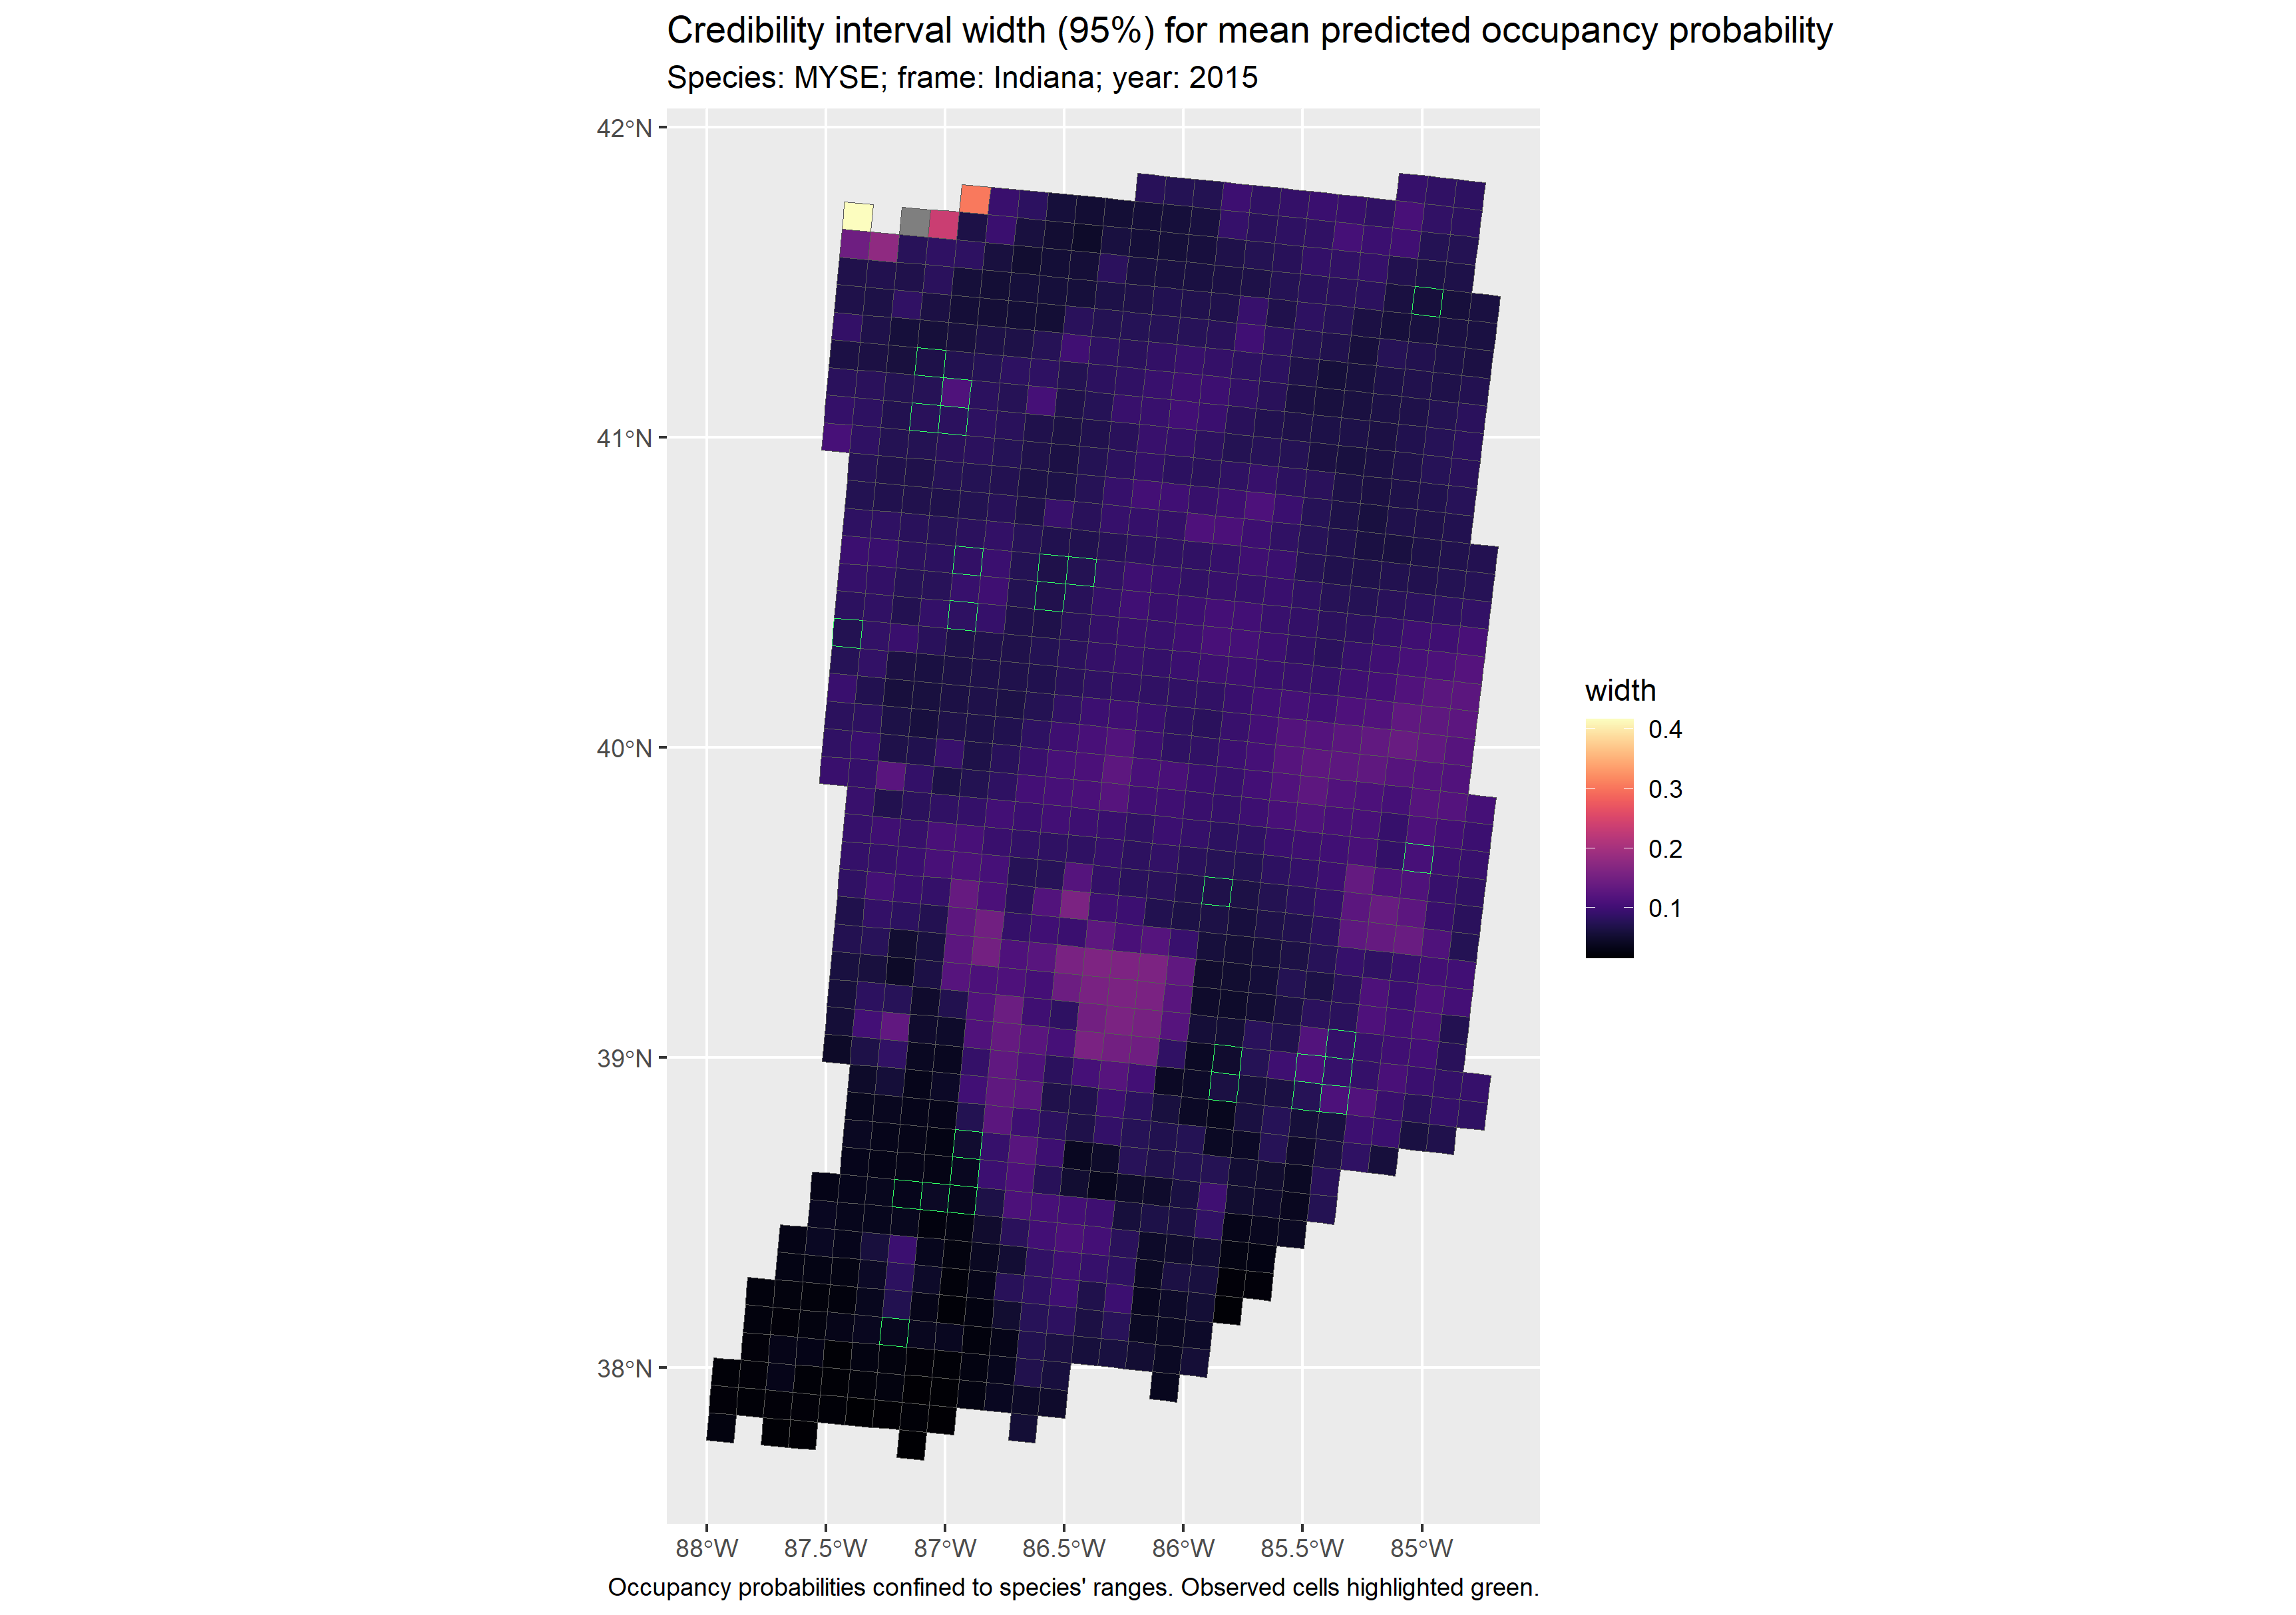 Credibility interval width (95%) for mean predicted occupancy probability
Species: MYSE; frame: Indiana; year: 2015
42°N
41°N
40°N
39°N
38°N
width
0.4
0.3
0.2
0.1
88°W 87.5°W 87°W 86.5°W 86°W 85.5°W 85°W
Occupancy probabilities confined to species' ranges. Observed cells highlighted green.